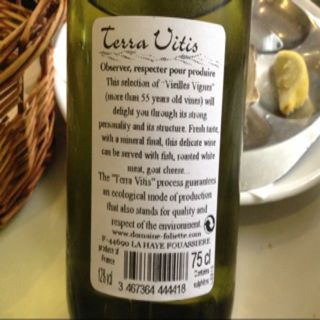 Terra Vitis
Observer, respecter pour produire
This selection of "Vieilles Vignes"
(more than 55 years old vines) will
delight you through its strong
personality and its structure. Fresh taste,
with a mineral final, this delicate wine
can be served with fish, roasted white
meat, goat cheese...
The "Terra Vitis" process guarantees
an ecological mode of production
that also stands for quality and
respect of the environment.
www.domaine-foliette.com
F-44690 LA HAYE FOUASSIERE
product of
France
12% vol
75 cl
Contains
sulphites
3 467364 444418